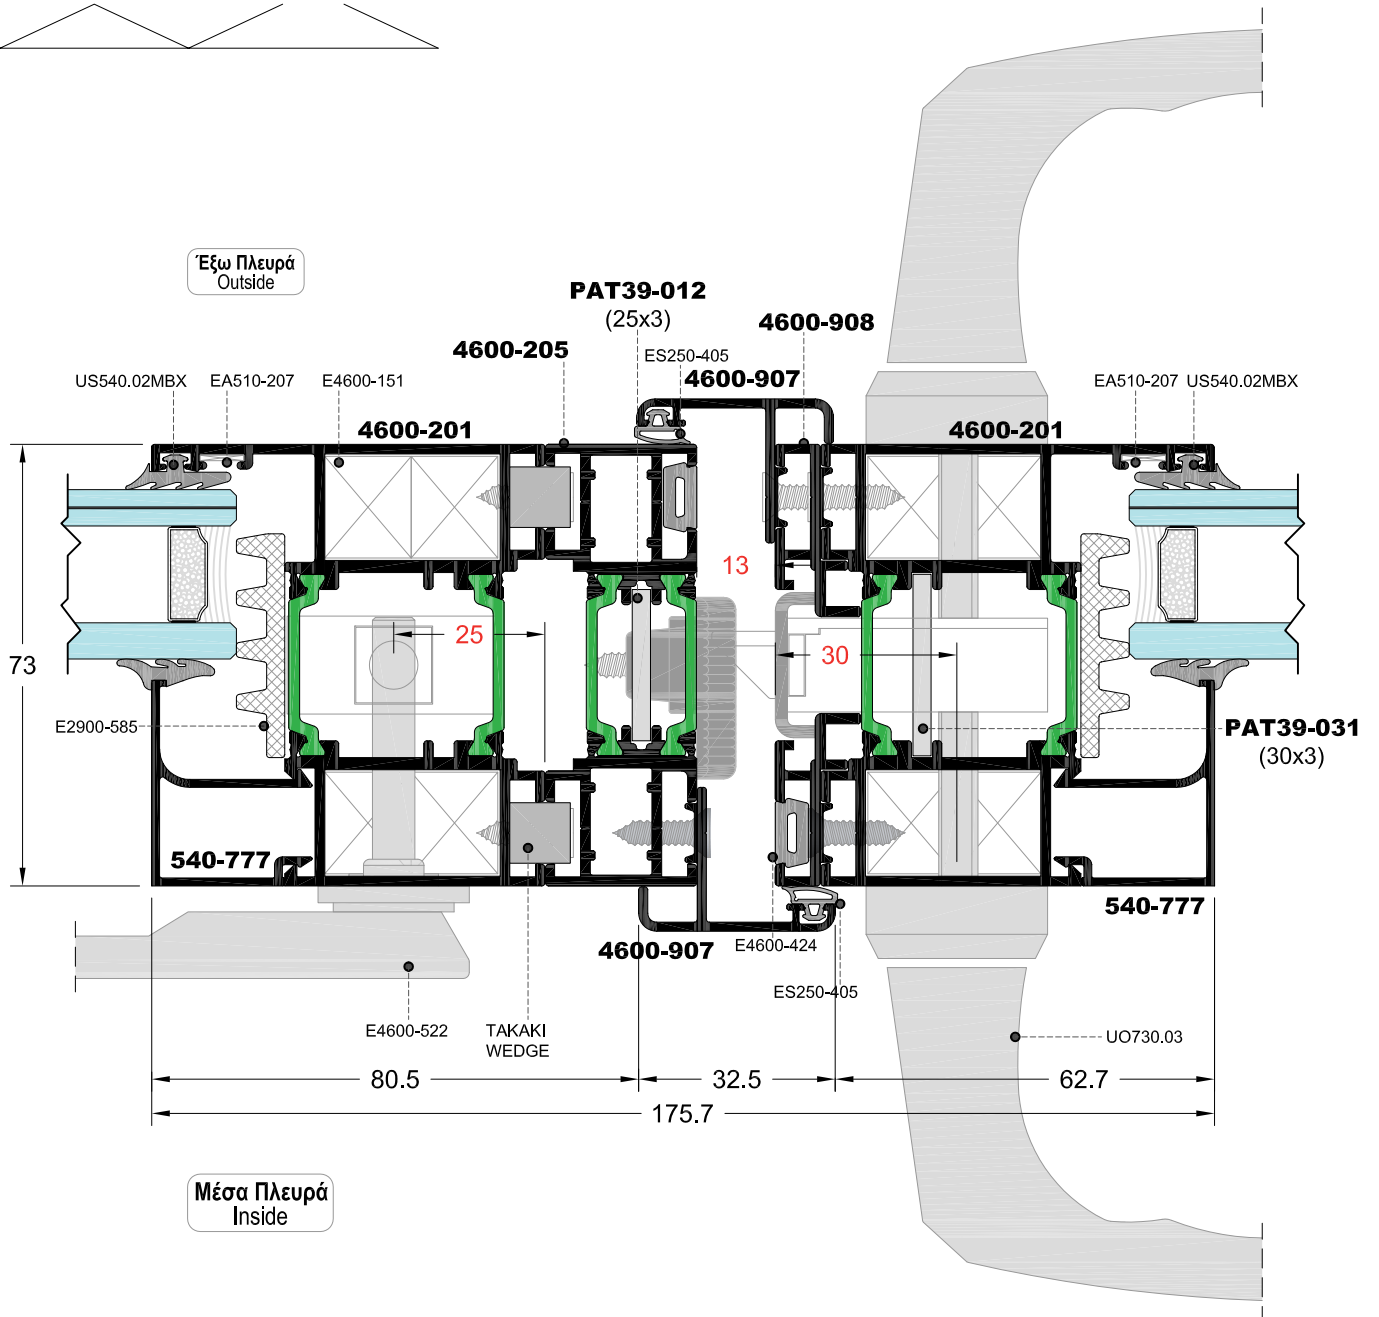 Έξω Πλευρά
Outside
PAT39-012
(25x3)
4600-908
4600-205
ES250-405
4600-907
US540.02MBX
EA510-207
E4600-151
EA510-207
US540.02MBX
4600-201
4600-201
13
25
30
73
E2900-585
PAT39-031
(30x3)
540-777
540-777
4600-907
E4600-424
ES250-405
E4600-522
TAKAKI
WEDGE
UO730.03
80.5
32.5
62.7
175.7
Μέσα Πλευρά
Inside